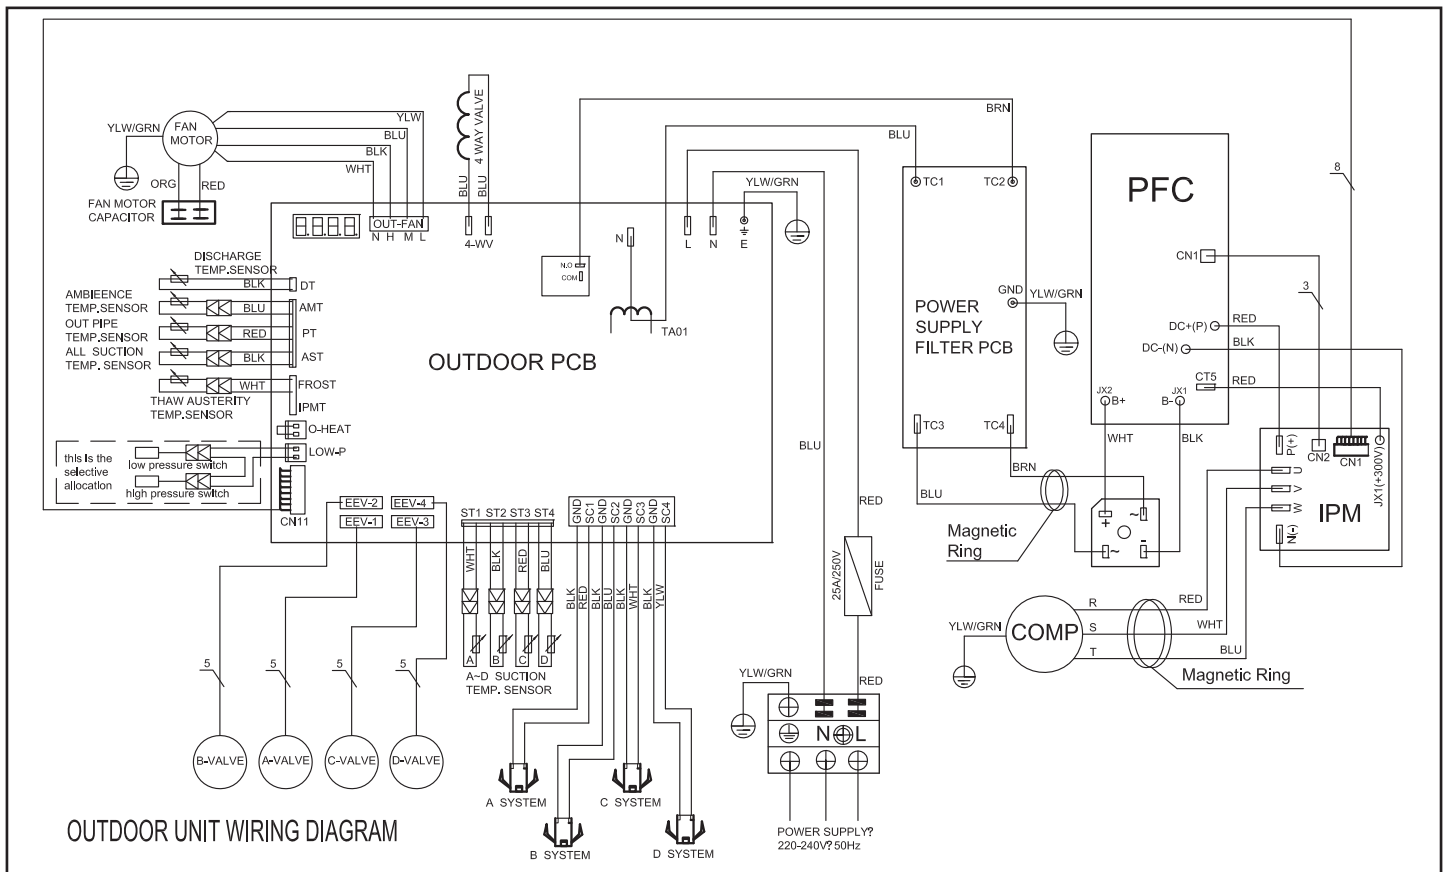 YLW/GRN
FAN
MOTOR
YLW
BLU
BLK
WHT
ORG
RED
FAN MOTOR
CAPACITOR
4 WAY VALVE
BLU
BLU
BRN
BLU
YLW/GRN
OUT-FAN
N H M L
4-WV
N
L
N
E
N.O
COM
TA01
DISCHARGE
TEMP.SENSOR
BLK
DT
AMBIEENCE
TEMP.SENSOR
BLU
AMT
OUT PIPE
TEMP.SENSOR
RED
PT
ALL SUCTION
TEMP. SENSOR
BLK
AST
WHT
FROST
THAW AUSTERITY
TEMP.SENSOR
IPMT
O-HEAT
LOW-P
this is the
selective
allocation
low pressure switch
high pressure switch
CN11
OUTDOOR PCB
EEV-2
EEV-4
EEV-1
EEV-3
ST1 ST2 ST3 ST4
WHT
BLK
RED
BLU
A
B
C
D
A~D SUCTION
TEMP. SENSOR
GND
SC1
GND
SC2
GND
SC3
GND
SC4
BLK
RED
BLK
BLU
BLK
WHT
BLK
YLW
5
5
5
5
B-VALVE
A-VALVE
C-VALVE
D-VALVE
A SYSTEM
C SYSTEM
B SYSTEM
D SYSTEM
OUTDOOR UNIT WIRING DIAGRAM
TC1
TC2
GND
YLW/GRN
POWER
SUPPLY
FILTER PCB
TC3
TC4
BLU
BRN
BLU
RED
25A/250V
FUSE
RED
YLW/GRN
N
L
POWER SUPPLY?
220-240V? 50Hz
Magnetic
Ring
PFC
CN1
DC+(P)
RED
DC-(N)
BLK
CT5
RED
JX2
B+
JX1
B-
WHT
BLK
8
3
+
~
~
-
P(+)
CN2
CN1
JX1(+300V)
U
V
W
N(-)
IPM
YLW/GRN
COMP
R
S
T
RED
WHT
BLU
Magnetic Ring